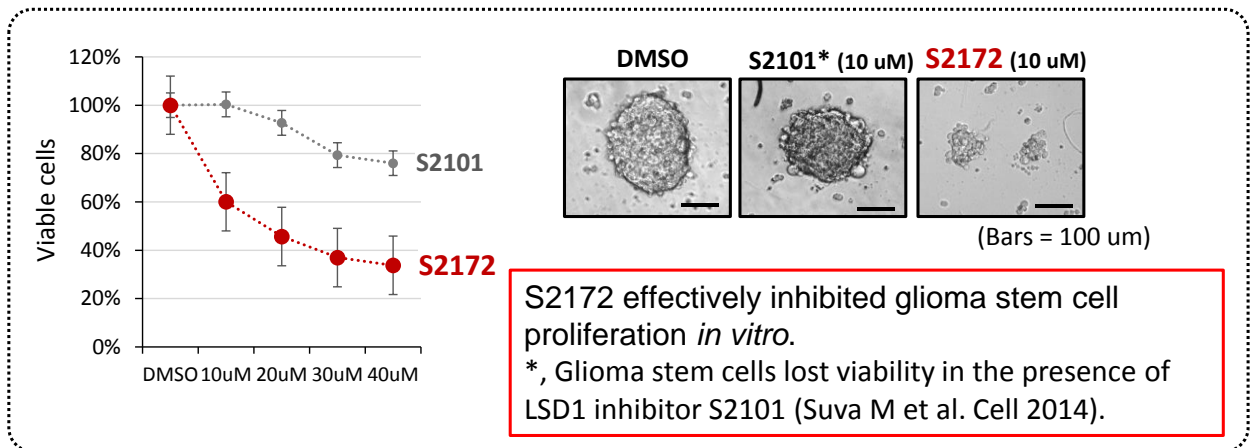 120%
100%
80%
60%
40%
20%
0%
Viable cells
DMSO 10uM 20uM 30uM 40uM
S2101
S2172
DMSO
S2101* (10 uM)
S2172 (10 uM)
(Bars = 100 um)
S2172 effectively inhibited glioma stem cell
proliferation in vitro.
*, Glioma stem cells lost viability in the presence of
LSD1 inhibitor S2101 (Suva M et al. Cell 2014).